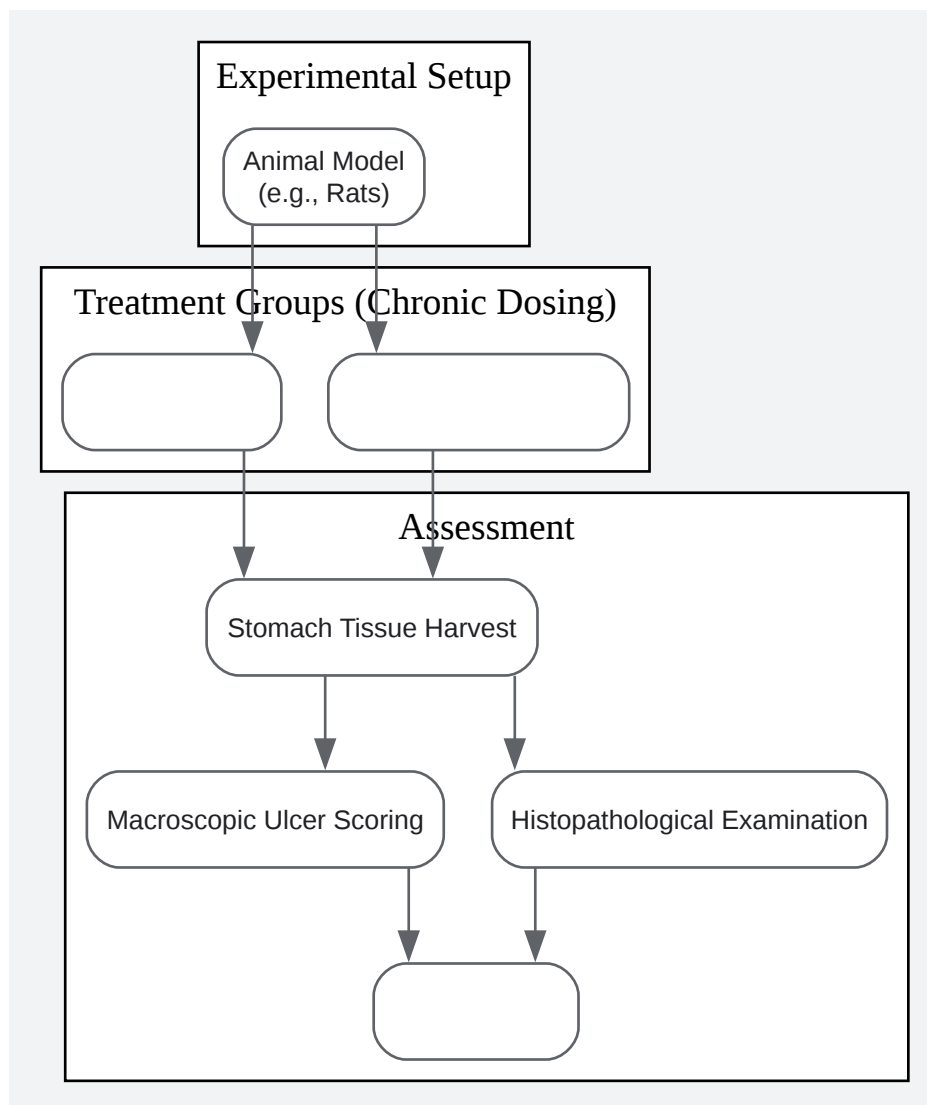 Experimental Setup
Animal Model
(e.g., Rats)
Treatment Groups (Chronic Dosing)
Assessment
Stomach Tissue Harvest
Macroscopic Ulcer Scoring
Histopathological Examination